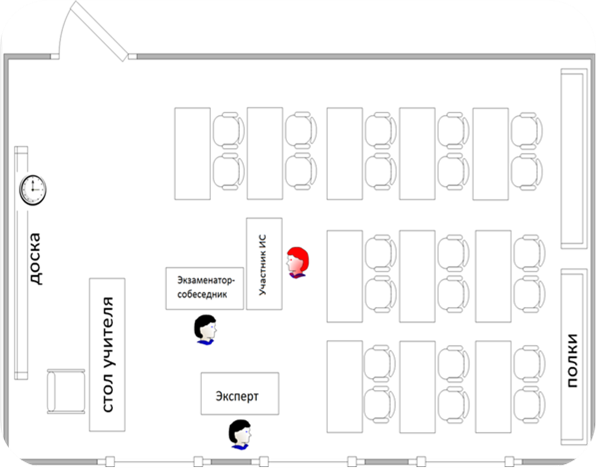 доска
стол учителя
Экзаменатор-
собеседник
Участник ИС
Эксперт
полки